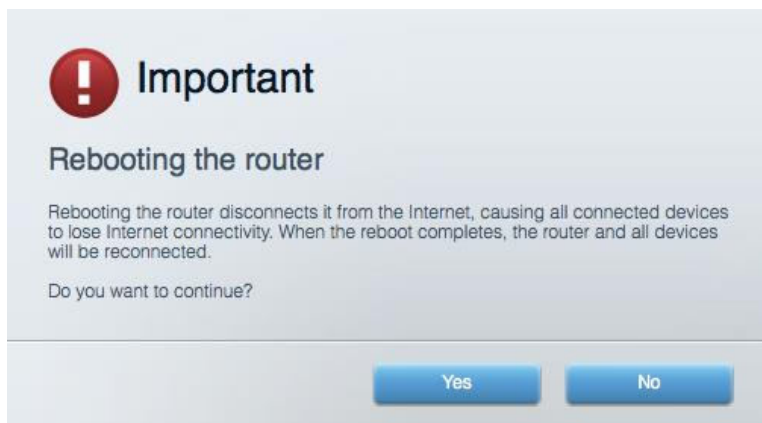 Important
Rebooting the router
Rebooting the router disconnects it from the Internet, causing all connected devices
to lose Internet connectivity. When the reboot completes, the router and all devices
will be reconnected.
Do you want to continue?
Yes No